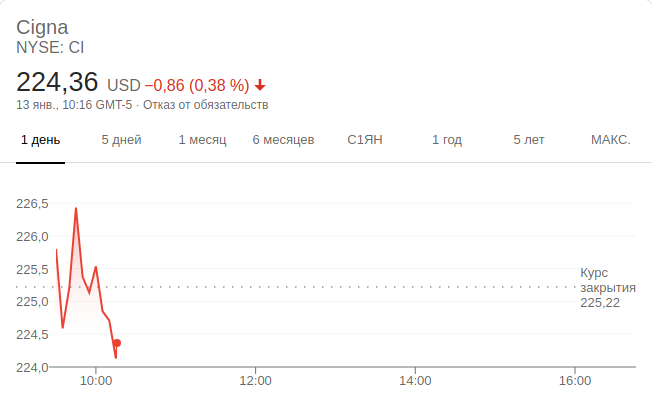 Cigna
NYSE: CI
224,36 USD −0,86 (0,38 %)
13 янв., 10:16 GMT-5 · Отказ от обязательств
1 день 5 дней 1 месяц 6 месяцев С1ЯН 1 год 5 лет МАКС.
226,5
226,0
225,5
225,0
224,5
224,0
Курс
закрытия
225,22
10:00 12:00 14:00 16:00